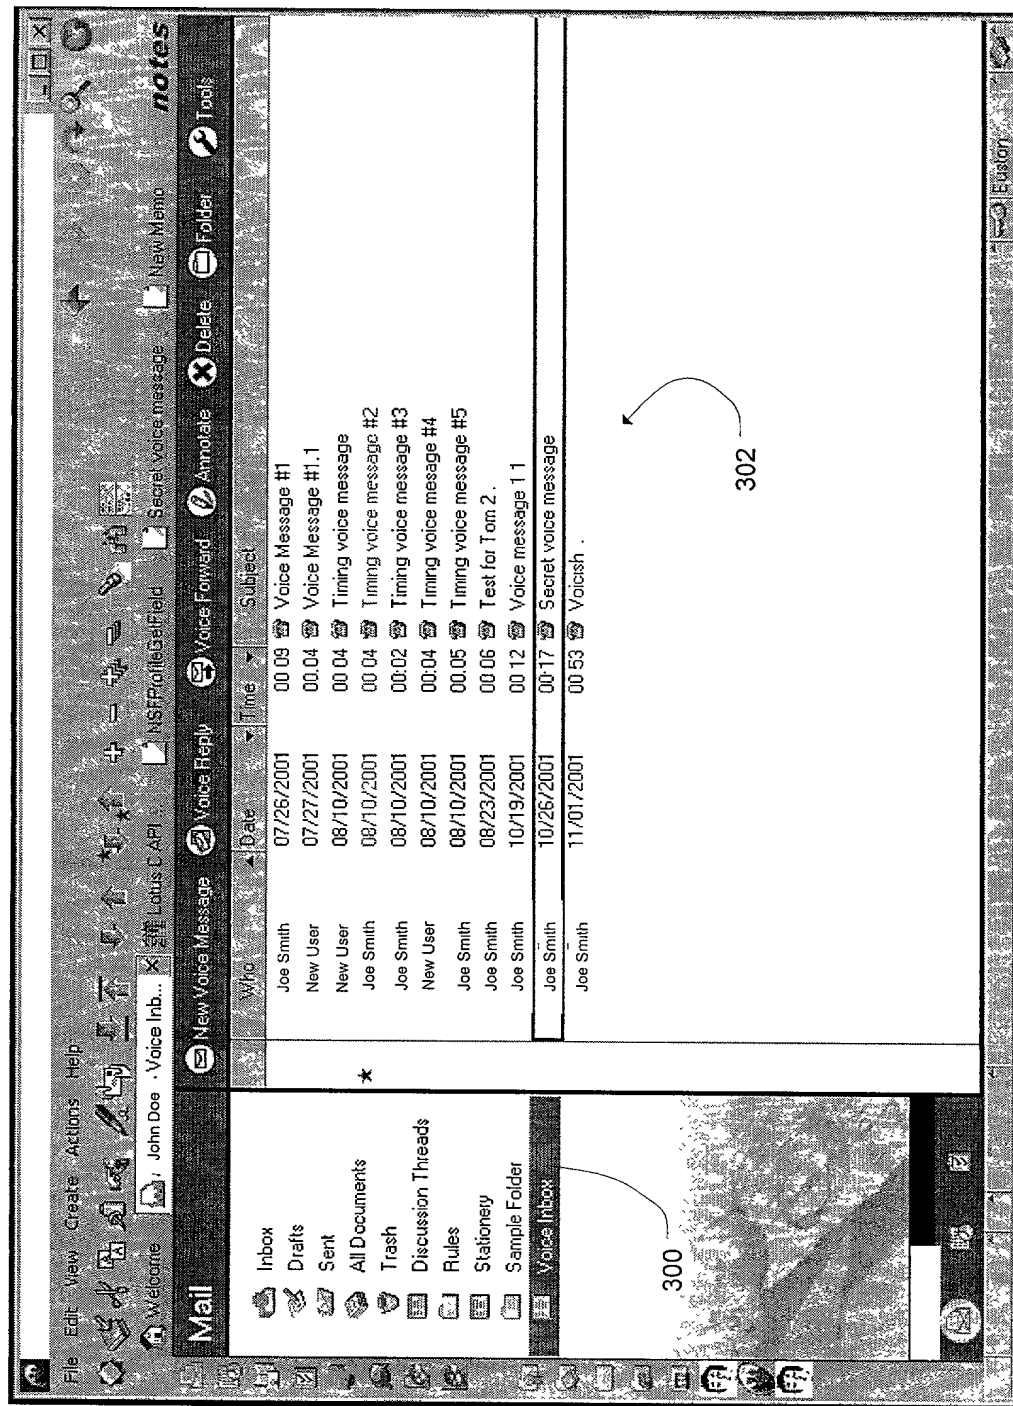 File Edit View Create Actions Help
Welcome
John Doe - Voice Inb...
Lotus C API ...
NSFProfileGetField
Secret voice message
New Memo
notes
Mail
New Voice Message
Voice Reply
Voice Forward
Annotate
Delete
Folder
Tools
Inbox
Drafts
Sent
All Documents
Trash
Discussion Threads
Rules
Stationery
Sample Folder
Voice Inbox
300
Who Date Time Subject
Joe Smith 07/26/2001 00 09 Voice Message #1
New User 07/27/2001 00.04 Voice Message #1.1
New User 08/10/2001 00 04 Timing voice message
Joe Smith 08/10/2001 00 04 Timing voice message #2
Joe Smith 08/10/2001 00:02 Timing voice message #3
New User 08/10/2001 00:04 Timing voice message #4
Joe Smith 08/10/2001 00.05 Timing voice message #5
Joe Smith 08/23/2001 00 06 Test for Tom 2 .
Joe Smith 10/19/2001 00 12 Voice message 1 1
Joe Smith 10/26/2001 00:17 Secret voice message
Joe Smith 11/01/2001 00 53 Voicish .
302
Euston